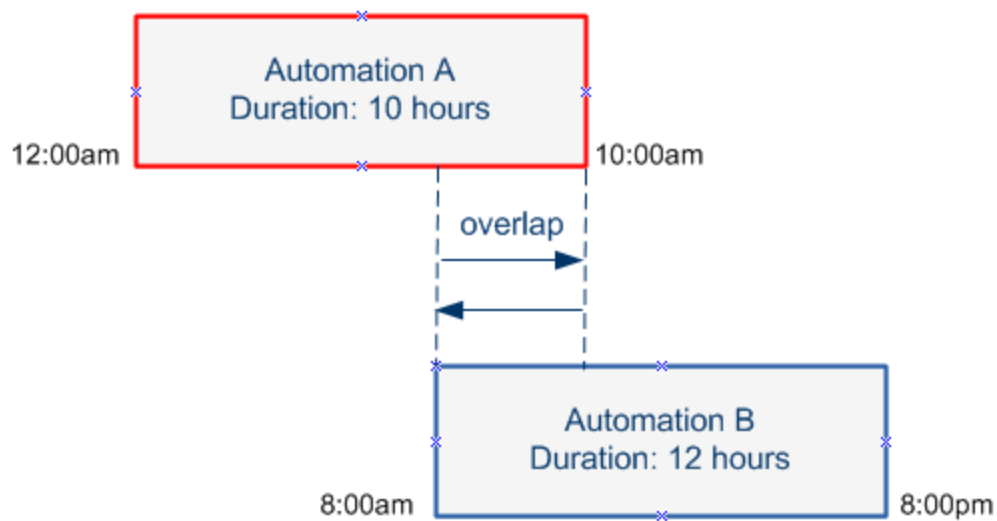 Automation A
Duration: 10 hours
12:00am
10:00am
overlap
Automation B
Duration: 12 hours
8:00am
8:00pm